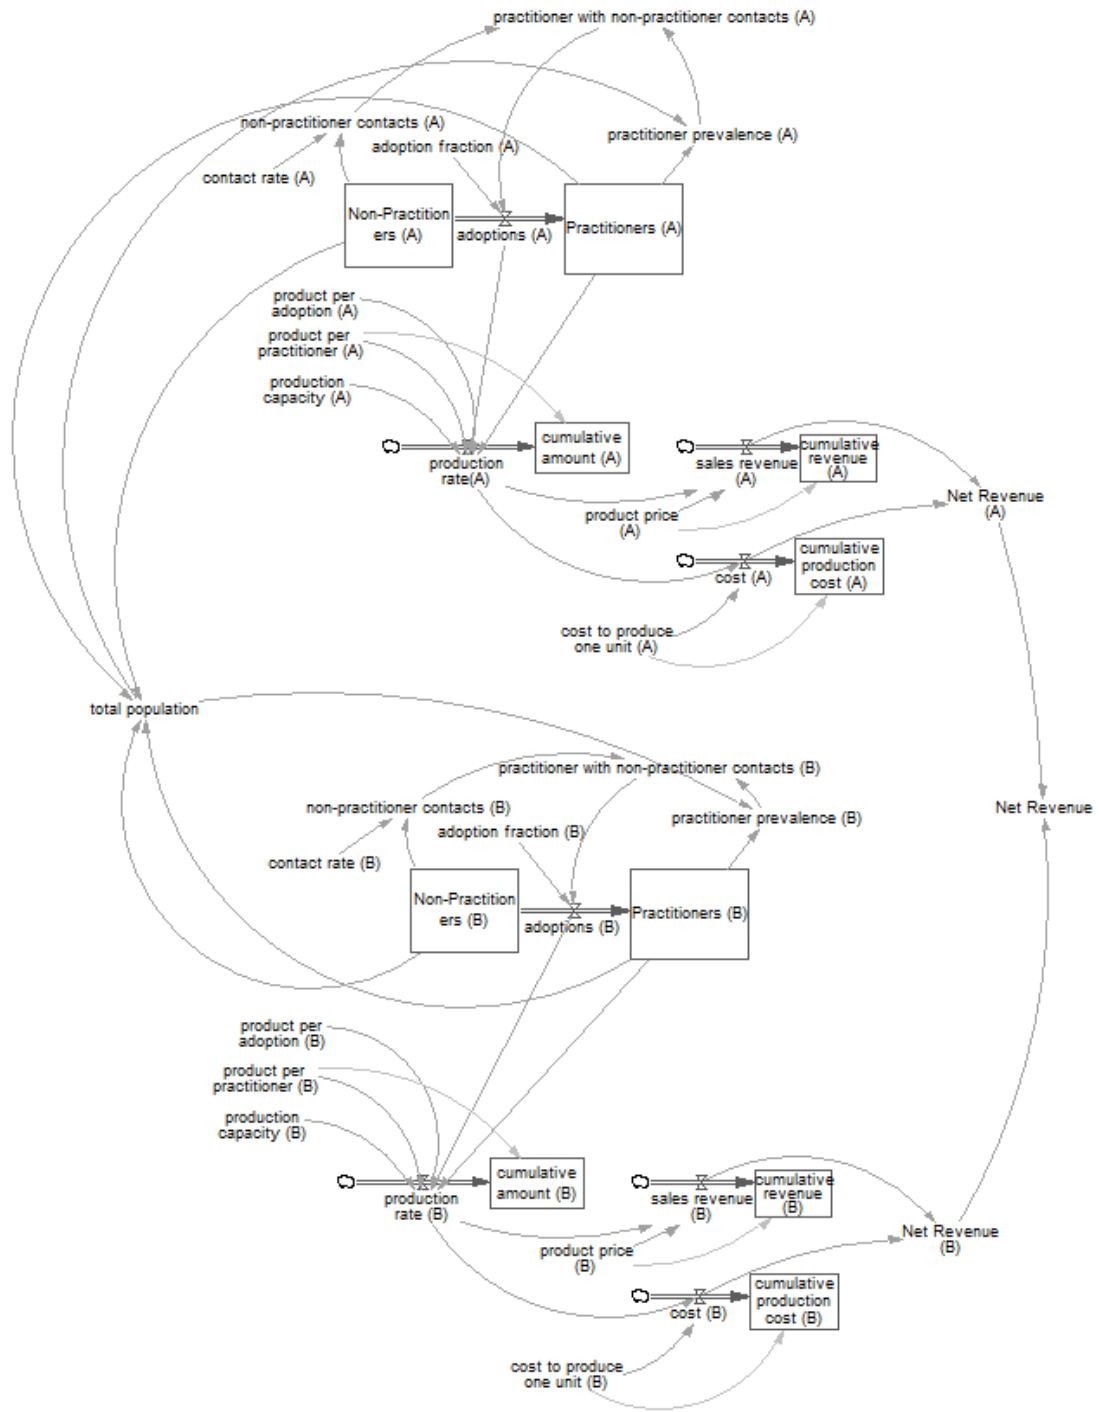 practitioner with non-practitioner contacts (A)
non-practitioner contacts (A)
adoption fraction (A)
practitioner prevalence (A)
contact rate (A)
Non-Practition
ers (A)
adoptions (A)
Practitioners (A)
product per
adoption (A)
product per
practitioner (A)
production
capacity (A)
production
rate(A)
cumulative
amount (A)
sales revenue
(A)
cumulative
revenue
(A)
product price
(A)
Net Revenue
(A)
cost (A)
cumulative
production
cost (A)
cost to produce
one unit (A)
total population
practitioner with non-practitioner contacts (B)
non-practitioner contacts (B)
adoption fraction (B)
practitioner prevalence (B)
Net Revenue
contact rate (B)
Non-Practition
ers (B)
adoptions (B)
Practitioners (B)
product per
adoption (B)
product per
practitioner (B)
production
capacity (B)
production
rate (B)
cumulative
amount (B)
sales revenue
(B)
cumulative
revenue
(B)
product price
(B)
Net Revenue
(B)
cost (B)
cumulative
production
cost (B)
cost to produce
one unit (B)